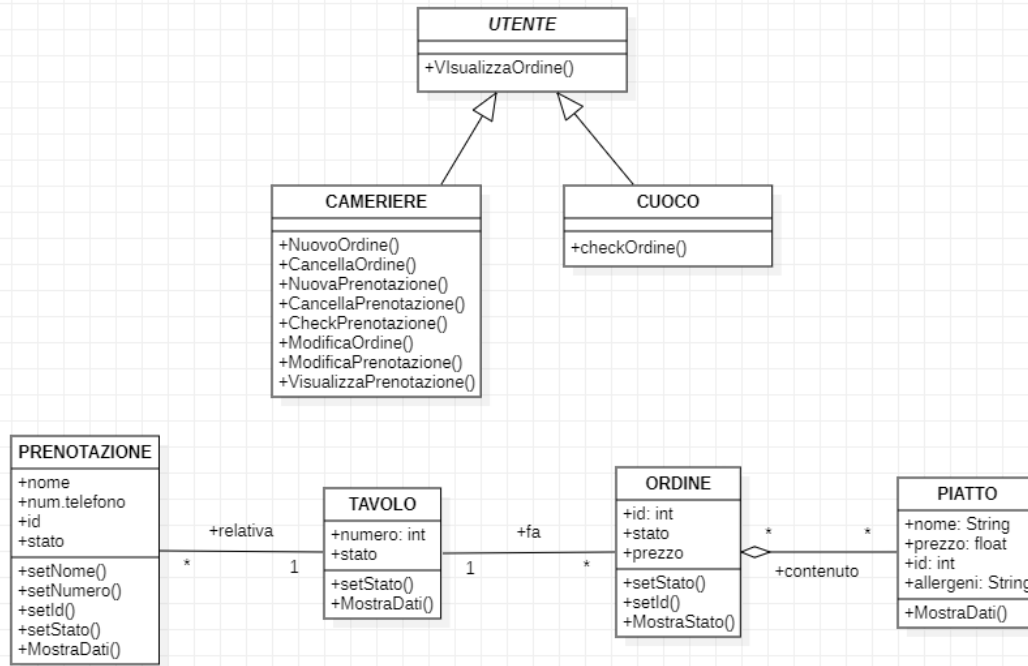 UTENTE
+VIsualizzaOrdine()
CAMERIERE
+NuovoOrdine()
+CancellaOrdine()
+NuovaPrenotazione()
+CancellaPrenotazione()
+CheckPrenotazione()
+ModificaOrdine()
+ModificaPrenotazione()
+VisualizzaPrenotazione()
CUOCO
+checkOrdine()
PRENOTAZIONE
+nome
+num.telefono
+id
+stato
+setNome()
+setNumero()
+setId()
+setStato()
+MostraDati()
+relativa
*
1
TAVOLO
+numero: int
+stato
+setStato()
+MostraDati()
+fa
1
*
ORDINE
+id: int
+stato
+prezzo
+setStato()
+setId()
+MostraStato()
*
*
+contenuto
PIATTO
+nome: String
+prezzo: float
+id: int
+allergeni: String
+MostraDati()